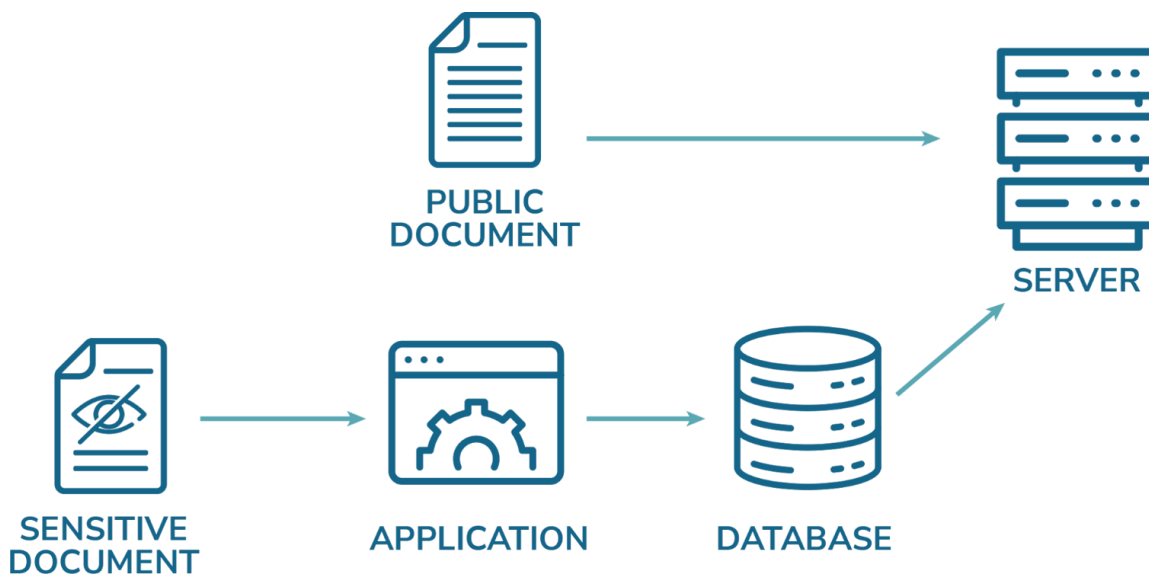 PUBLIC
DOCUMENT
SERVER
SENSITIVE
DOCUMENT
APPLICATION
DATABASE